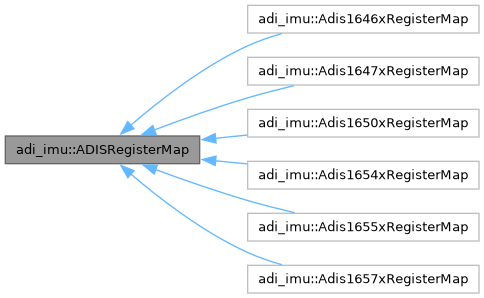 adi_imu::Adis1646xRegisterMap
adi_imu::Adis1647xRegisterMap
adi_imu::Adis1650xRegisterMap
adi_imu::ADISRegisterMap
adi_imu::Adis1654xRegisterMap
adi_imu::Adis1655xRegisterMap
adi_imu::Adis1657xRegisterMap